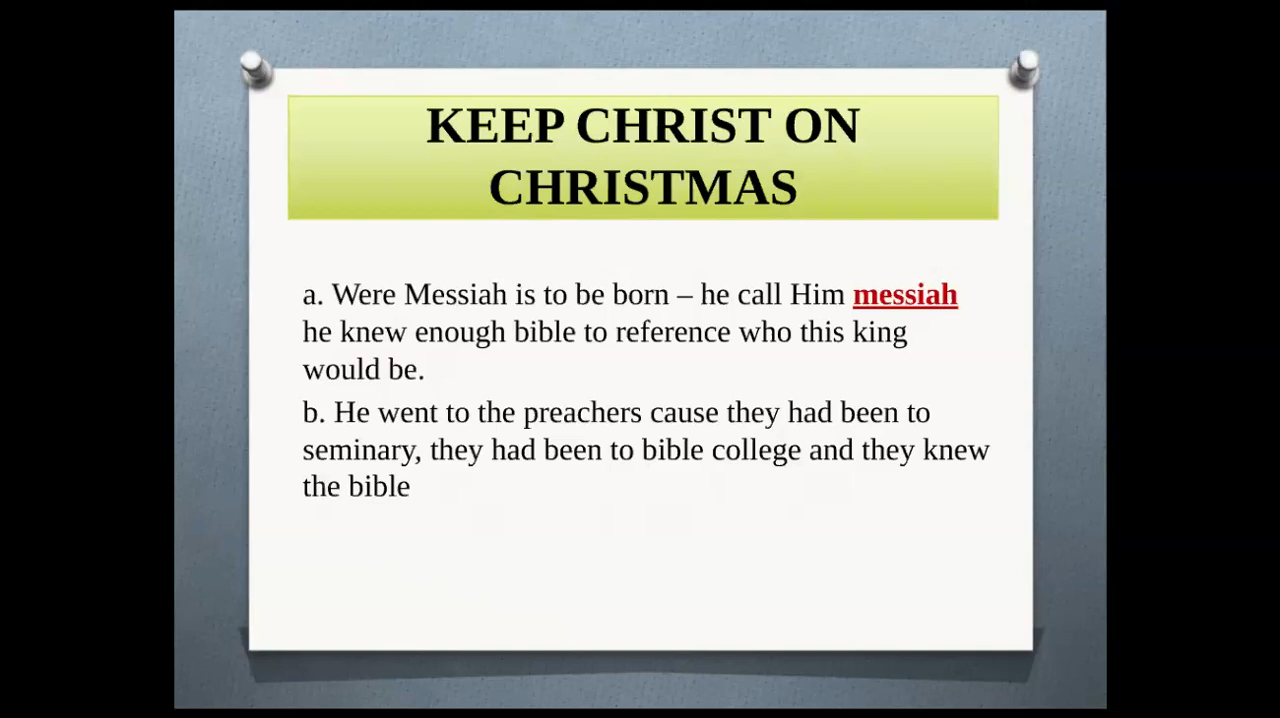 KEEP CHRIST ON
CHRISTMAS
a. Were Messiah is to be born – he call Him messiah
he knew enough bible to reference who this king
would be.
b. He went to the preachers cause they had been to
seminary, they had been to bible college and they knew
the bible